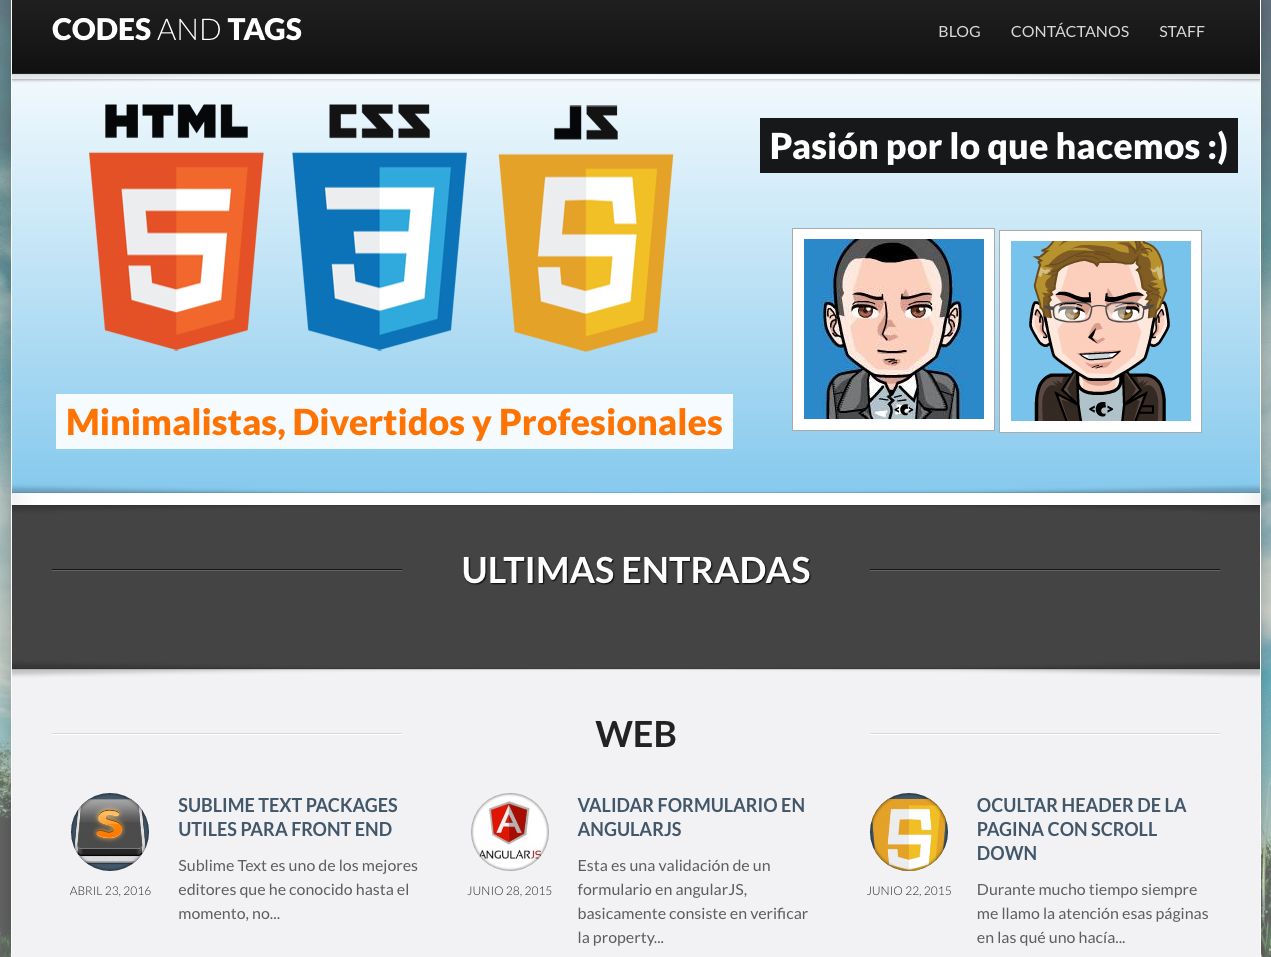 CODES AND TAGS
BLOG CONTÁCTANOS STAFF
HTML CSS JS
5 3 S
Pasión por lo que hacemos :)
<C>
<C>
Minimalistas, Divertidos y Profesionales
ULTIMAS ENTRADAS
WEB
S
ABRIL 23, 2016
SUBLIME TEXT PACKAGES
UTILES PARA FRONT END
Sublime Text es uno de los mejores
editores que he conocido hasta el
momento, no...
A
ANGULARJS
JUNIO 28, 2015
VALIDAR FORMULARIO EN
ANGULARJS
Esta es una validación de un
formulario en angularJS,
basicamente consiste en verificar
la property...
S
JUNIO 22, 2015
OCULTAR HEADER DE LA
PAGINA CON SCROLL
DOWN
Durante mucho tiempo siempre
me llamo la atención esas páginas
en las qué uno hacía...